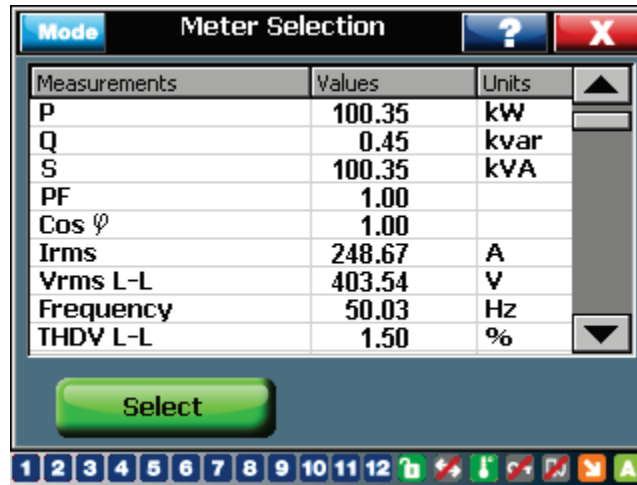 Mode Meter Selection ? X
Measurements Values Units
P 100.35 kW
Q 0.45 kvar
S 100.35 kVA
PF 1.00
Cos φ 1.00
Irms 248.67 A
Vrms L-L 403.54 V
Frequency 50.03 Hz
THDV L-L 1.50 %
Select
1 2 3 4 5 6 7 8 9 10 11 12 A